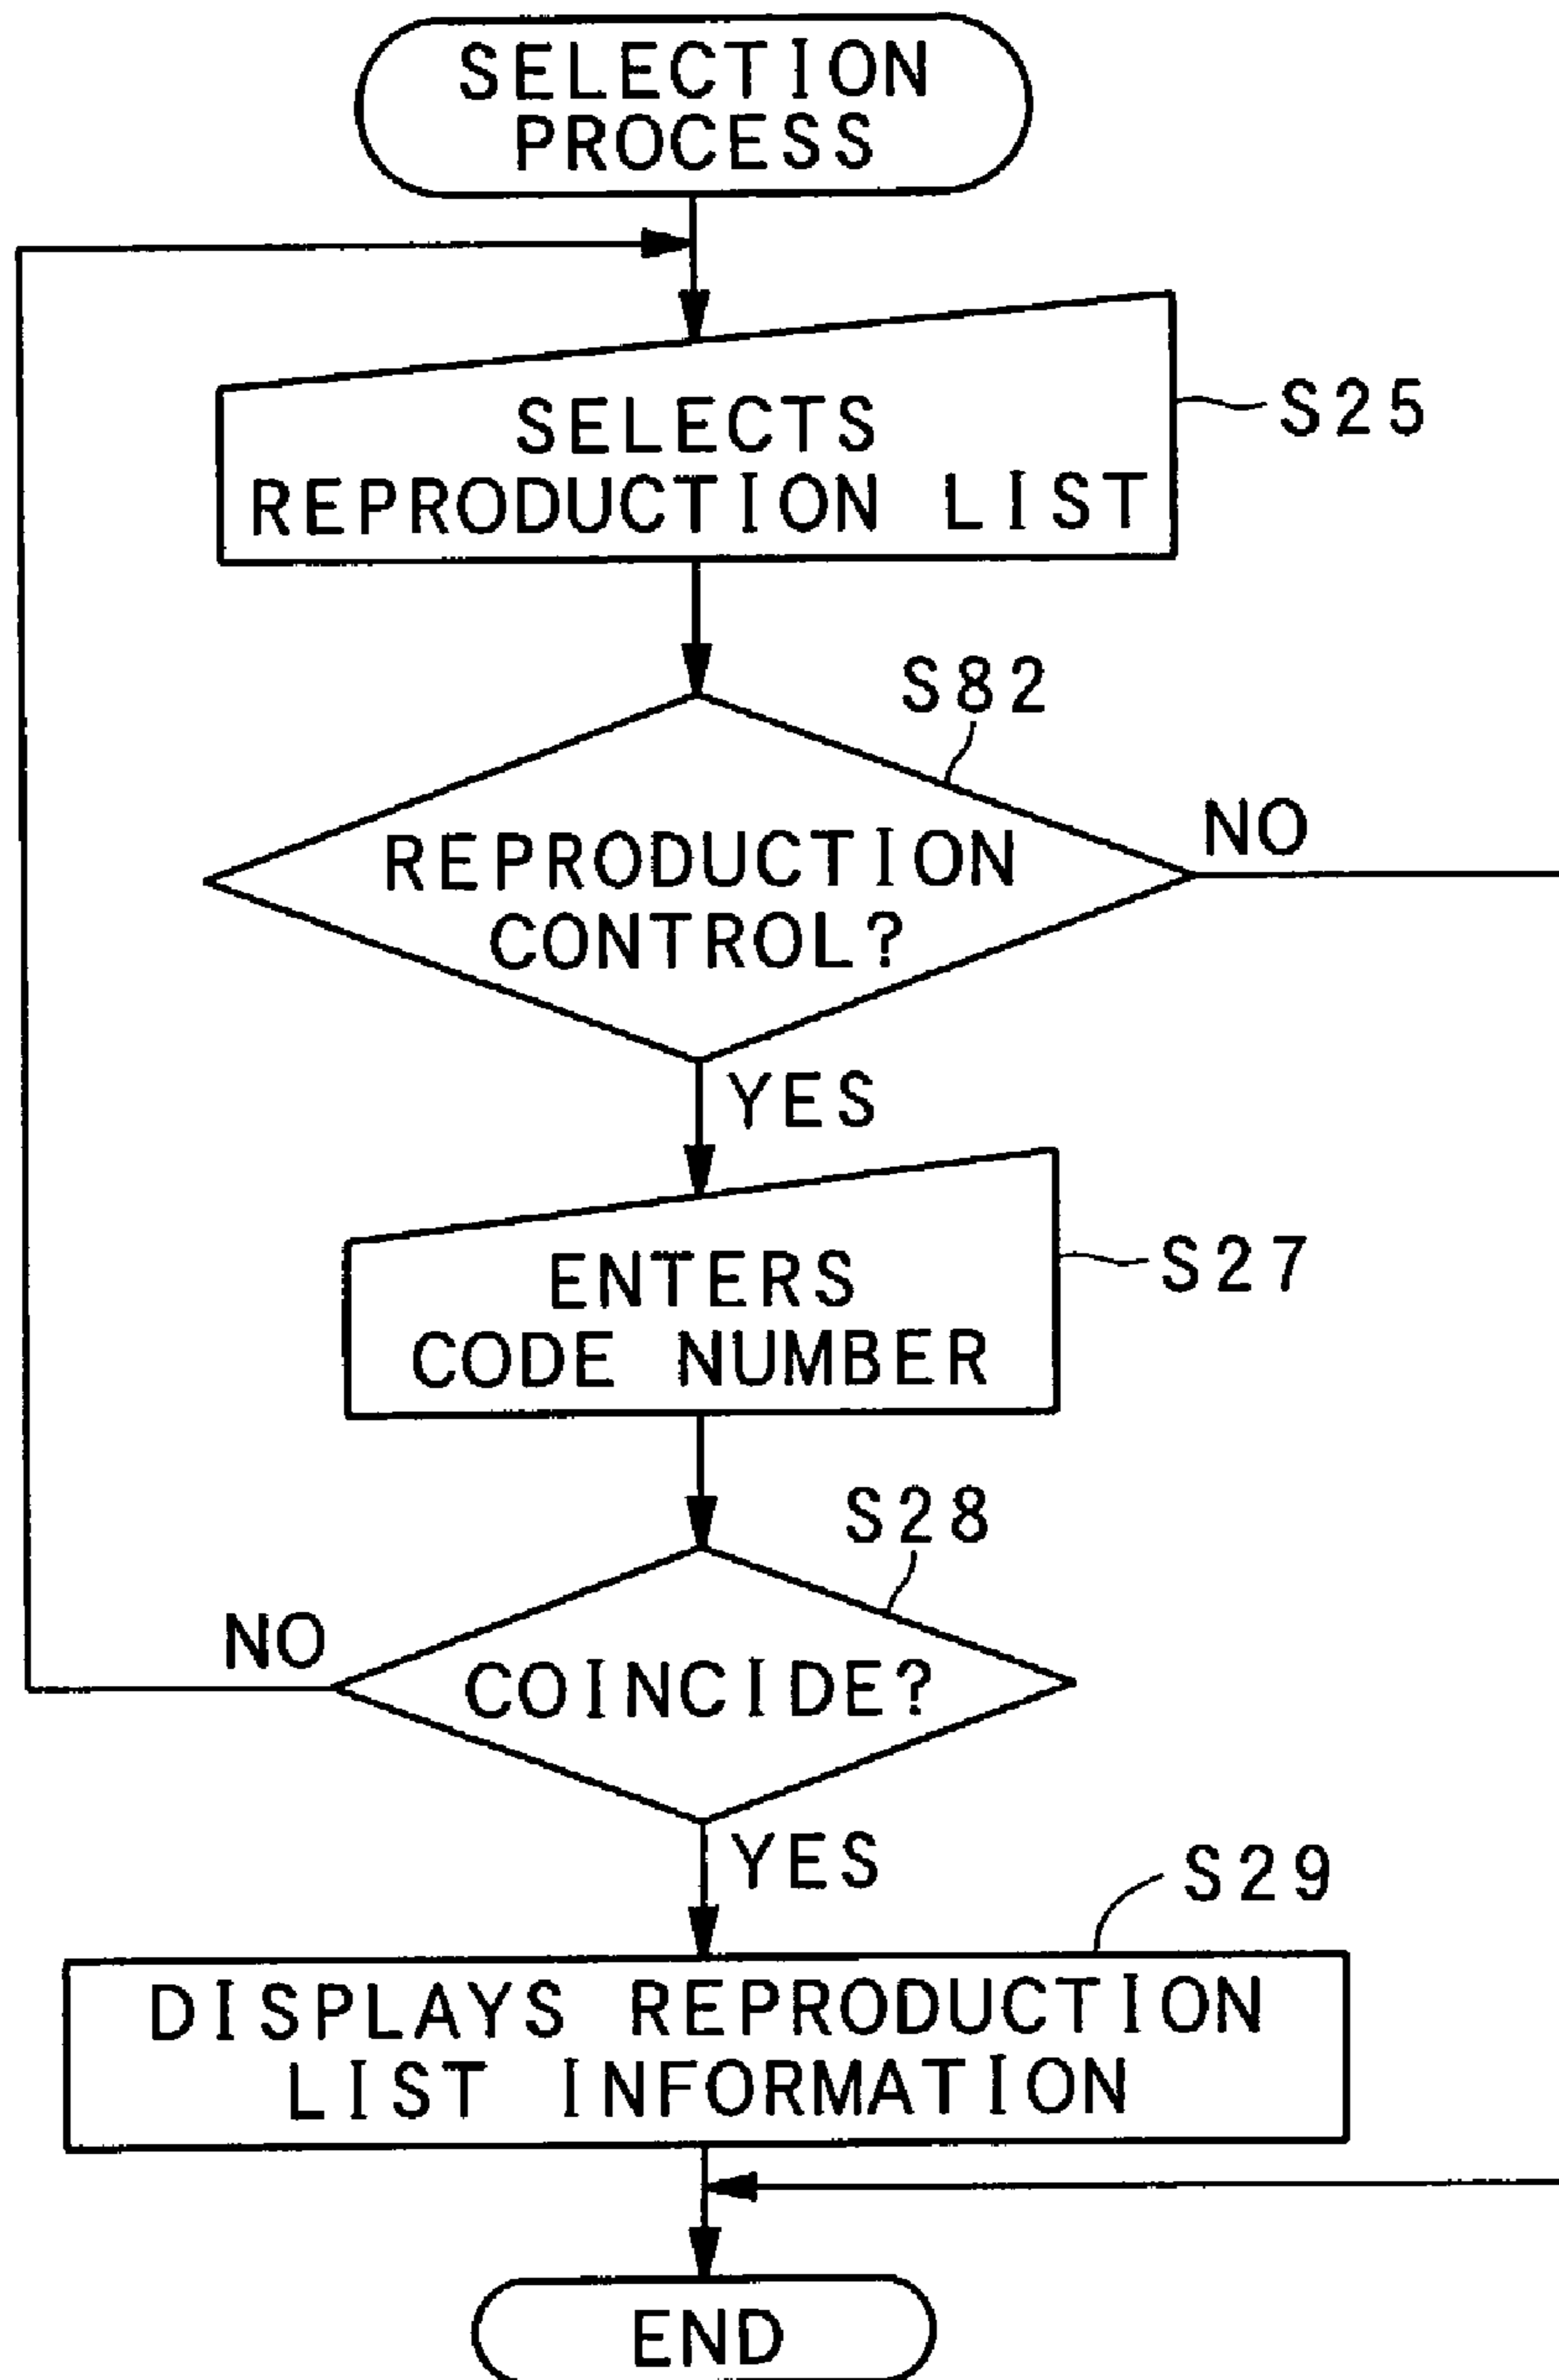 SELECTION
PROCESS
SELECTS
REPRODUCTION LIST
S25
S82
REPRODUCTION
CONTROL?
NO
YES
ENTERS
CODE NUMBER
S27
S28
COINCIDE?
NO
YES
S29
DISPLAYS REPRODUCTION
LIST INFORMATION
END